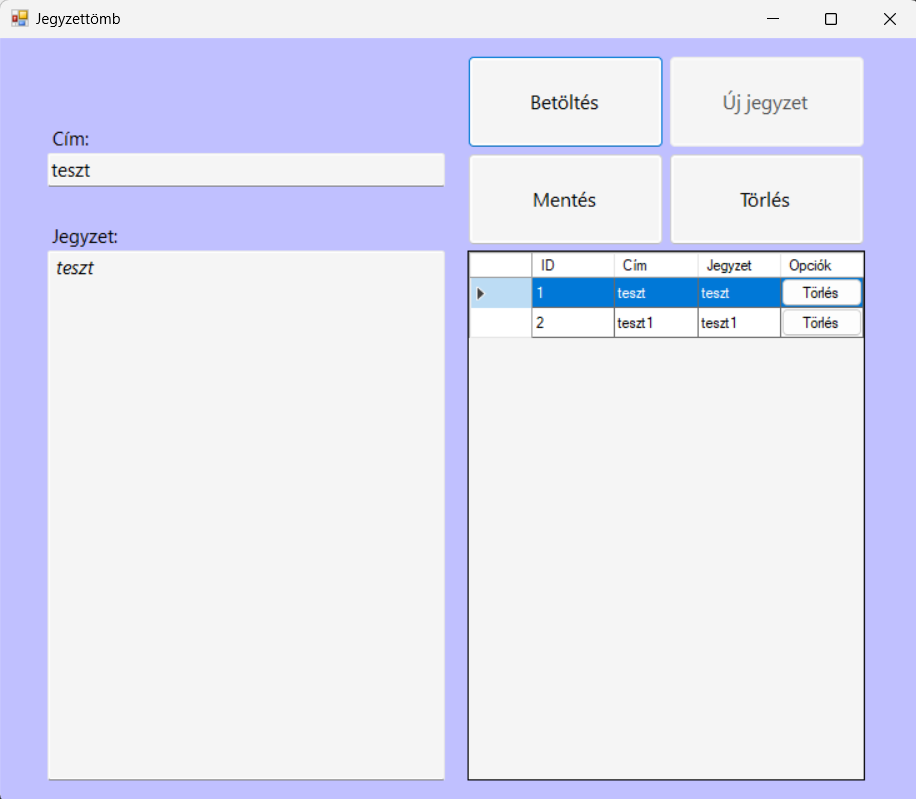 Jegyzettömb
Betöltés
Új jegyzet
Cím:
teszt
Mentés
Törlés
Jegyzet:
teszt
ID Cím Jegyzet Opciók
1 teszt teszt Törlés
2 teszt1 teszt1 Törlés